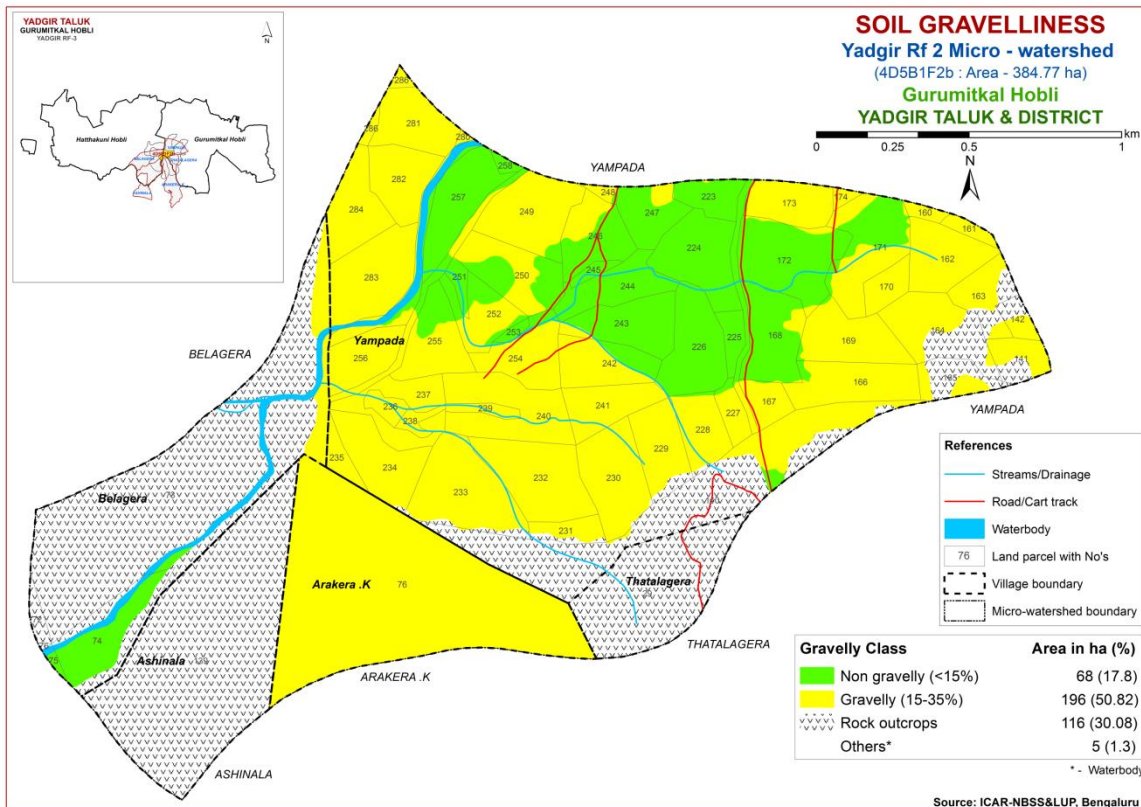 YADGIR TALUK
GURUMITKAL HOBLI
YADGIR RF-3
N
Hatthakuni Hobli
Gurumitkal Hobli
SOIL GRAVELLINESS
Yadgir Rf 2 Micro - watershed
(4D5B1F2b : Area - 384.77 ha)
Gurumitkal Hobli
YADGIR TALUK & DISTRICT
km
0 0.25 0.5 1
N
YAMPADA
286
281
280
286
282
258
257
249
248
247
223
173
174
160
161
284
246
224
172
171
162
283
251
250
245
244
170
163
252
243
142
253
225
168
164
Yampada
255
254
226
169
141
256
242
166
165
BELAGERA
YAMPADA
237
236
239
240
241
227
167
238
228
235
234
229
233
232
230
231
Belagera
Arakera .K
76
Thatalagera
74
75
Ashinala
THATALAGERA
ARAKERA .K
ASHINALA
References
Streams/Drainage
Road/Cart track
Waterbody
76 Land parcel with No's
Village boundary
Micro-watershed boundary
Gravelly Class Area in ha (%)
Non gravelly (<15%) 68 (17.8)
Gravelly (15-35%) 196 (50.82)
Rock outcrops 116 (30.08)
Others* 5 (1.3)
* - Waterbody
Source: ICAR-NBSS&LUP, Bengaluru